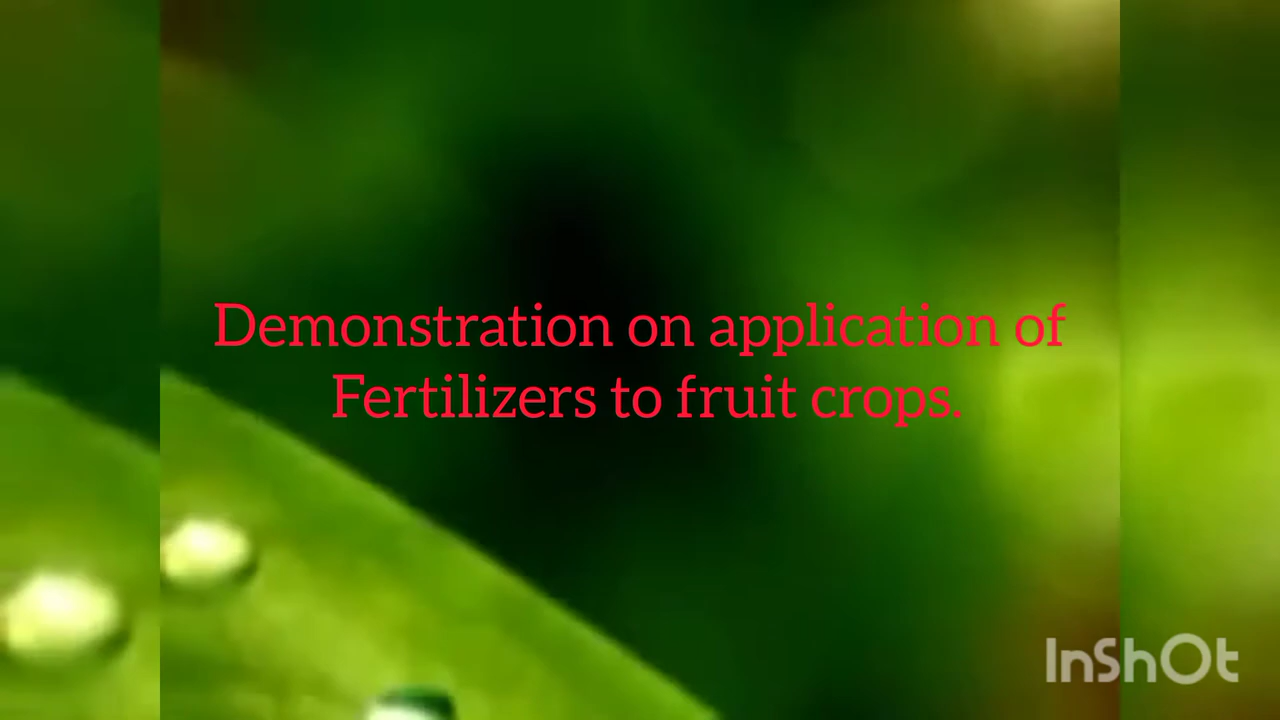 Demonstration on application of
Fertilizers to fruit crops.
InShOt